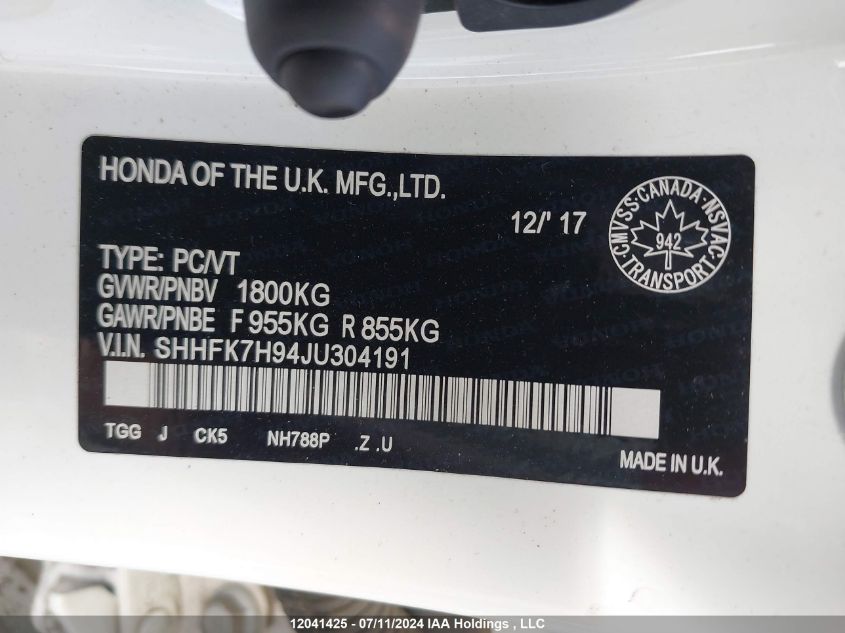 HONDA OF THE U.K. MFG.,LTD.
12/' 17
CMVSS·CANADA·NSVAC·TRANSPORT·
942
TYPE: PC/VT
GVWR/PNBV 1800KG
GAWR/PNBE F 955KG R 855KG
V.I.N. SHHFK7H94JU304191
TGG J CK5 NH788P .Z .U
MADE IN U.K.
12041425 - 07/11/2024 IAA Holdings , LLC